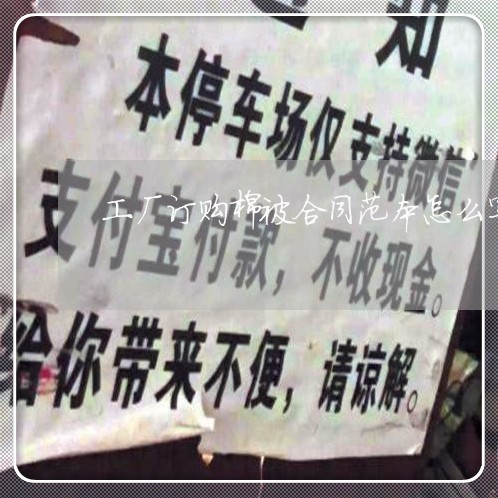 通知
本停车场仅支持微信
工厂订购棉被合同范本怎么写
支付宝付款，不收现金。
给你带来不便，请谅解。